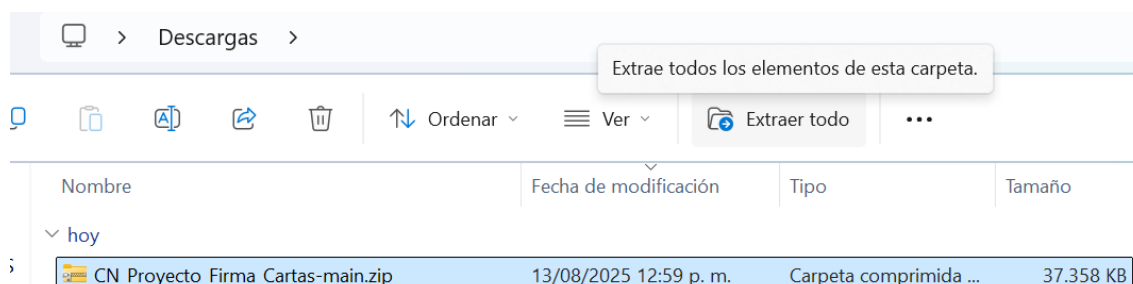 Descargas
Extrae todos los elementos de esta carpeta.
Ordenar Ver Extraer todo
Nombre Fecha de modificación Tipo Tamaño
hoy
CN_Proyecto_Firma_Cartas-main.zip 13/08/2025 12:59 p. m. Carpeta comprimida ... 37.358 KB